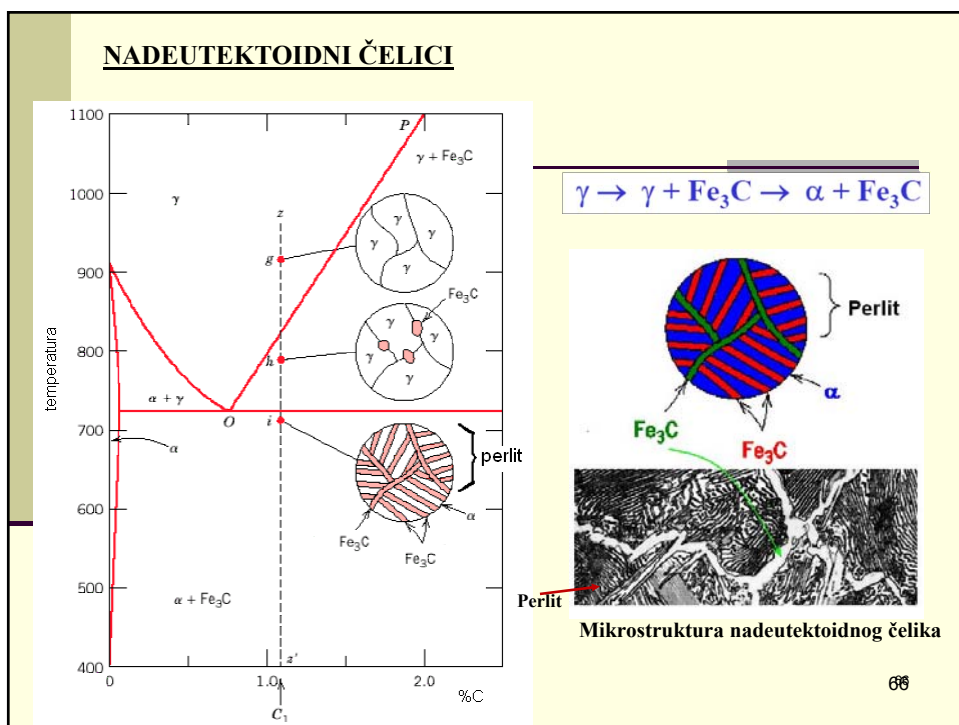 NADEUTEKTOIDNI ČELICI
1100
1000
900
800
700
600
500
400
temperatura
0
1.0
2.0
%C
C₁
P
γ + Fe₃C
γ
z
g
γ
γ
γ
γ
Fe₃C
γ
γ
γ
γ
h
α + γ
O
i
α
perlit
α
Fe₃C
Fe₃C
α + Fe₃C
z'
γ → γ + Fe₃C → α + Fe₃C
Perlit
α
Fe₃C
Fe₃C
Perlit
Mikrostruktura nadeutektoidnog čelika
66